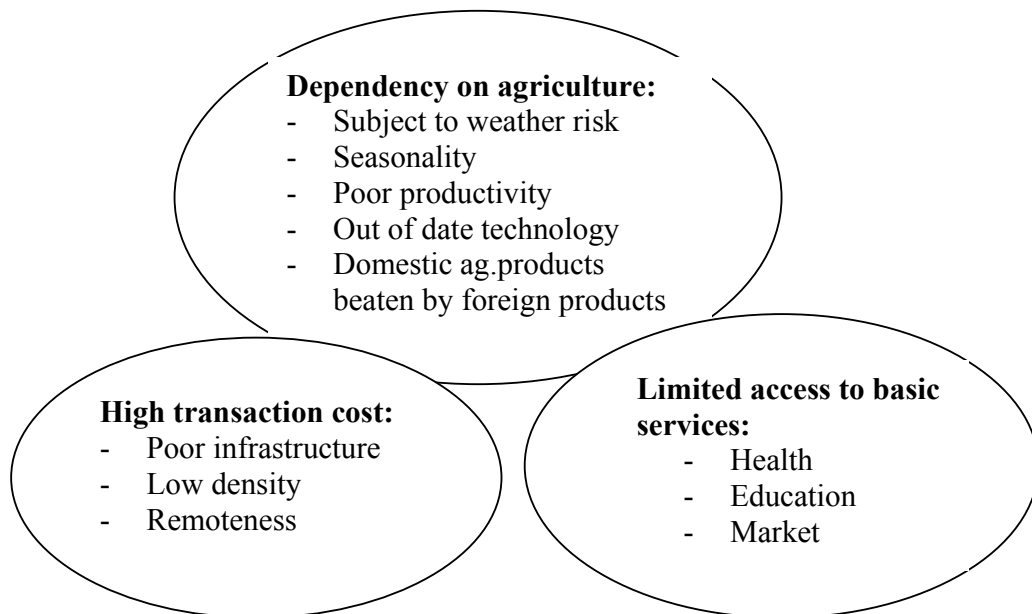 Dependency on agriculture:
- Subject to weather risk
- Seasonality
- Poor productivity
- Out of date technology
- Domestic ag.products
beaten by foreign products
High transaction cost:
- Poor infrastructure
- Low density
- Remoteness
Limited access to basic
services:
- Health
- Education
- Market